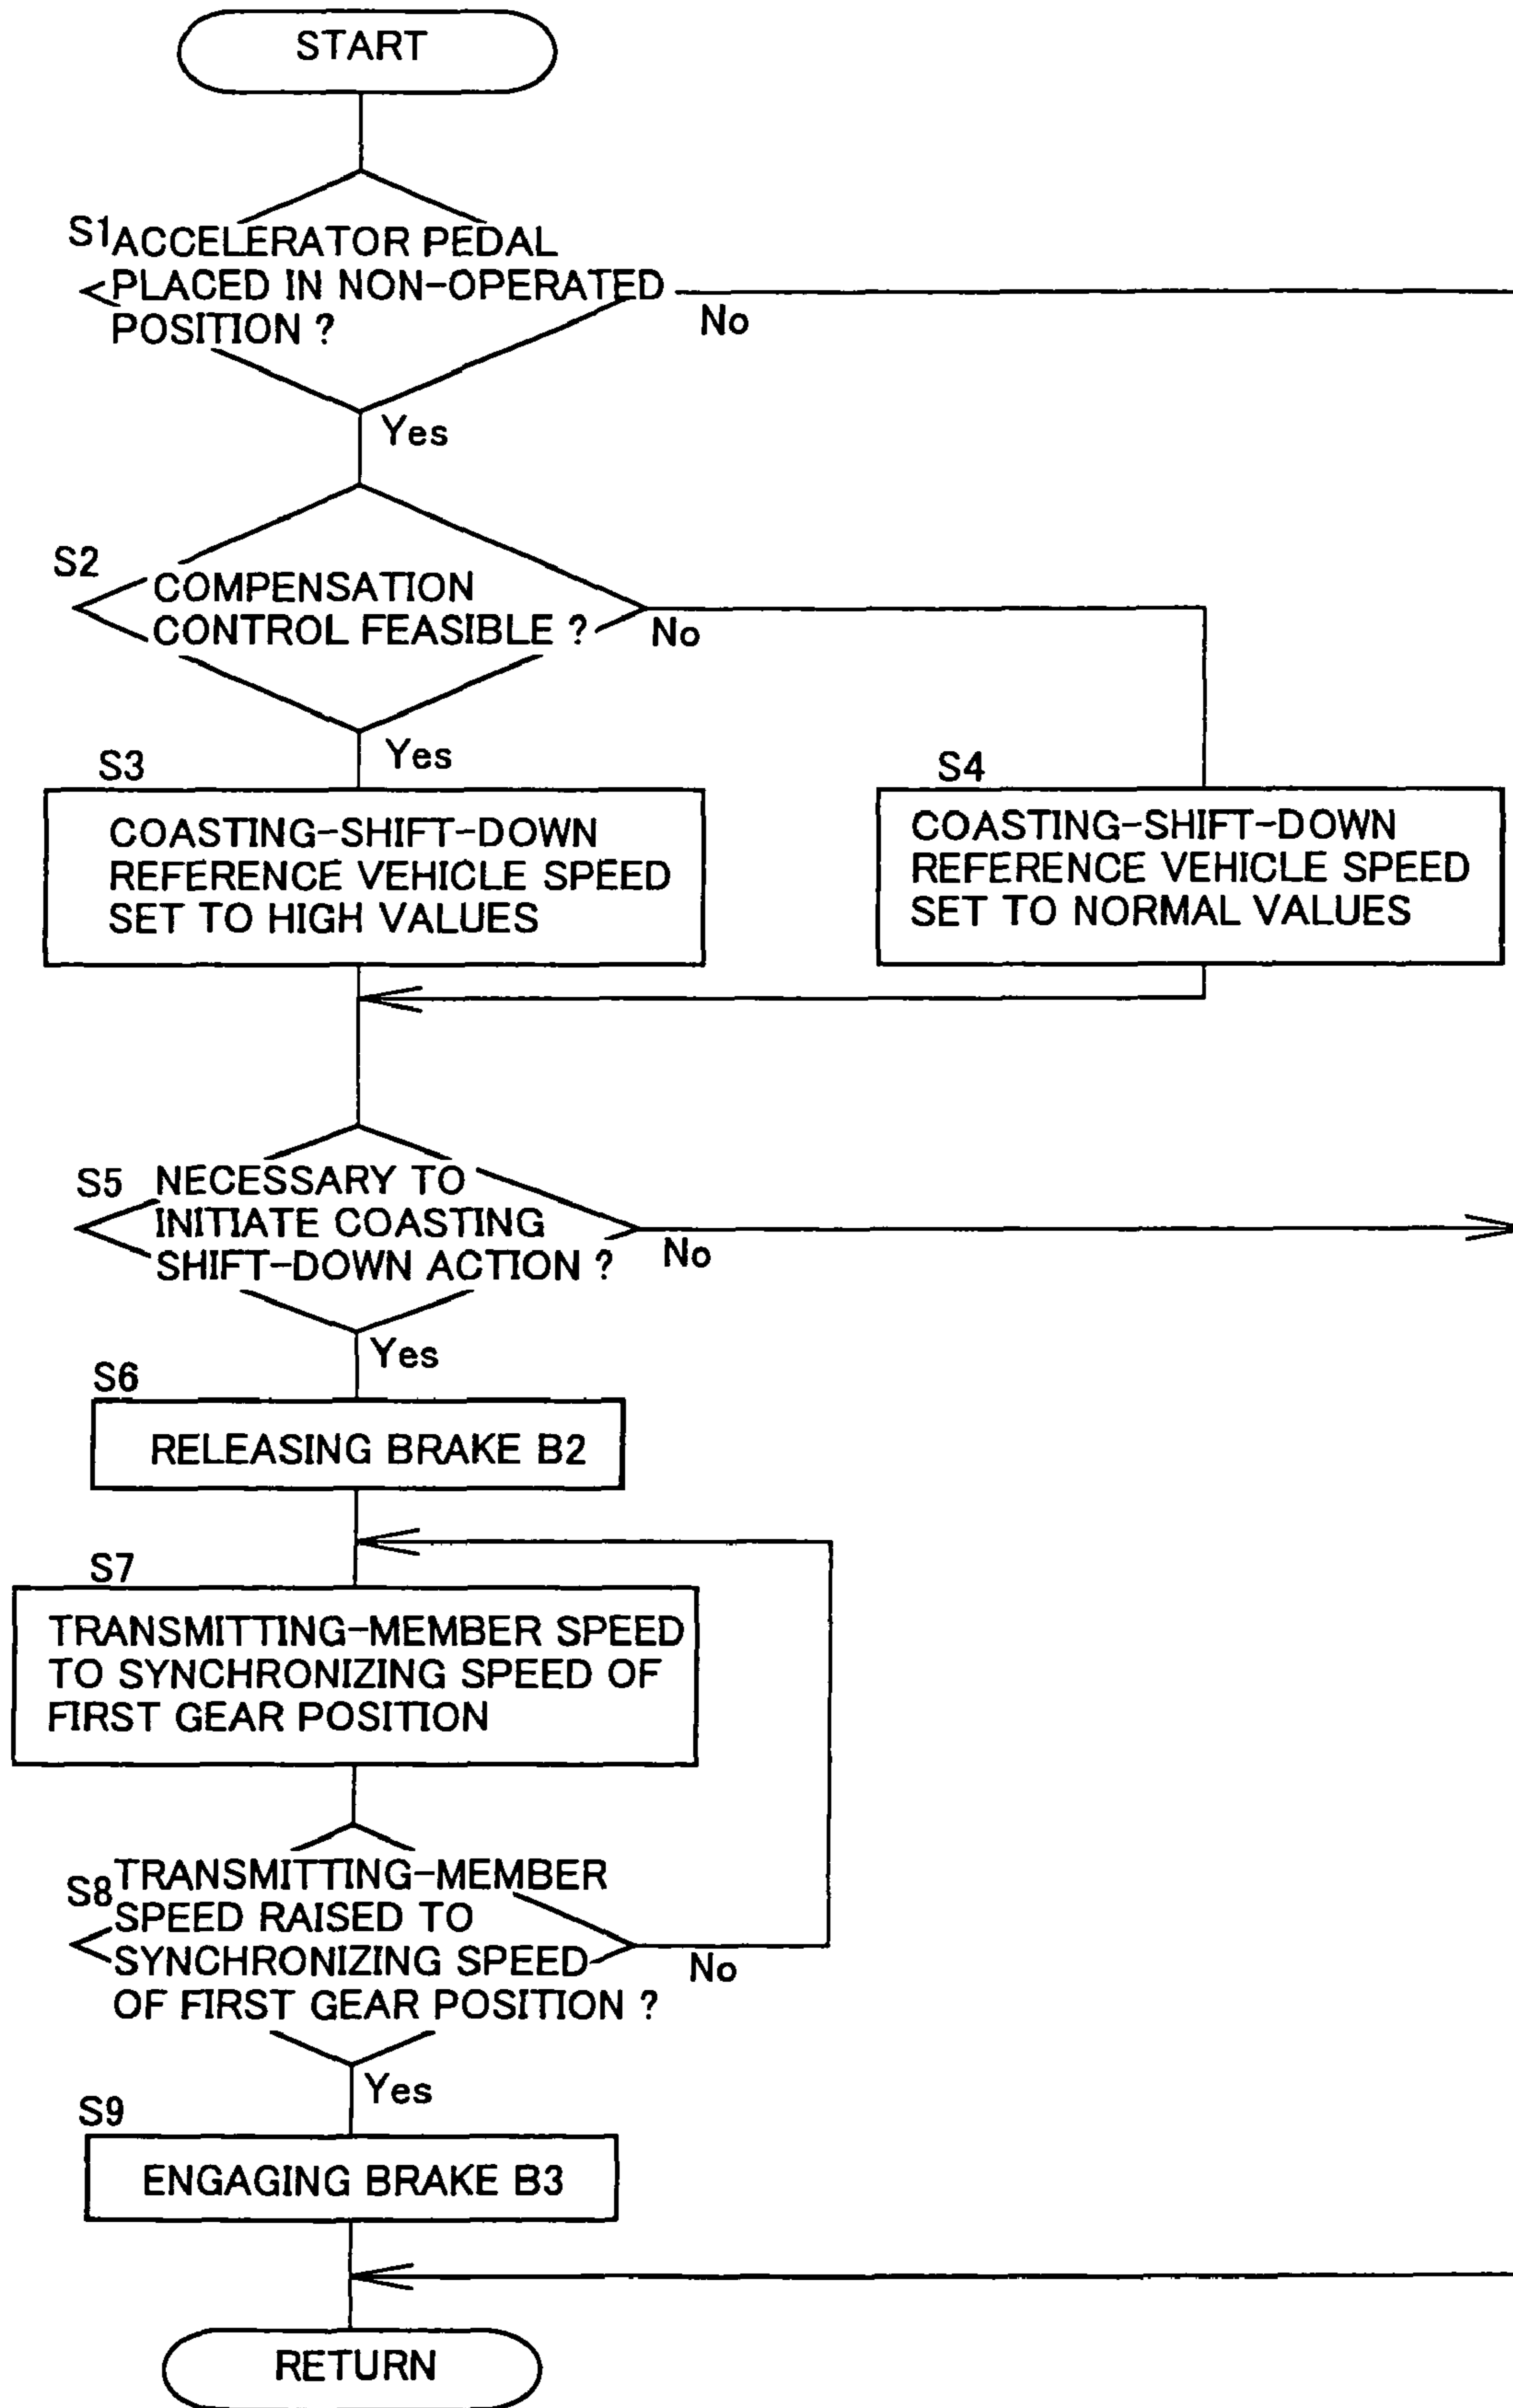 START
S1
ACCELERATOR PEDAL
PLACED IN NON-OPERATED
POSITION ?
No
Yes
S2
COMPENSATION
CONTROL FEASIBLE ?
No
Yes
S3
COASTING-SHIFT-DOWN
REFERENCE VEHICLE SPEED
SET TO HIGH VALUES
S4
COASTING-SHIFT-DOWN
REFERENCE VEHICLE SPEED
SET TO NORMAL VALUES
S5
NECESSARY TO
INITIATE COASTING
SHIFT-DOWN ACTION ?
No
Yes
S6
RELEASING BRAKE B2
S7
TRANSMITTING-MEMBER SPEED
TO SYNCHRONIZING SPEED OF
FIRST GEAR POSITION
S8
TRANSMITTING-MEMBER
SPEED RAISED TO
SYNCHRONIZING SPEED
OF FIRST GEAR POSITION ?
No
Yes
S9
ENGAGING BRAKE B3
RETURN